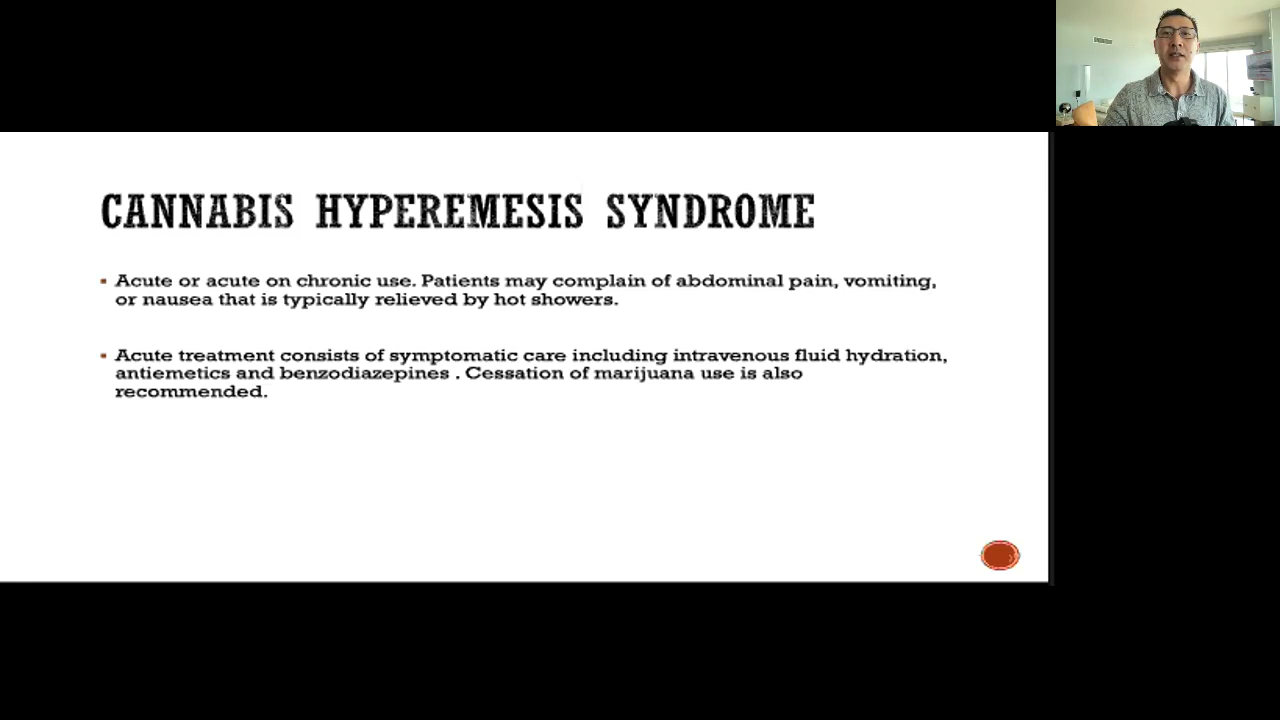 CANNABIS HYPEREMESIS SYNDROME
Acute or acute on chronic use. Patients may complain of abdominal pain, vomiting,
or nausea that is typically relieved by hot showers.
Acute treatment consists of symptomatic care including intravenous fluid hydration,
antiemetics and benzodiazepines . Cessation of marijuana use is also
recommended.